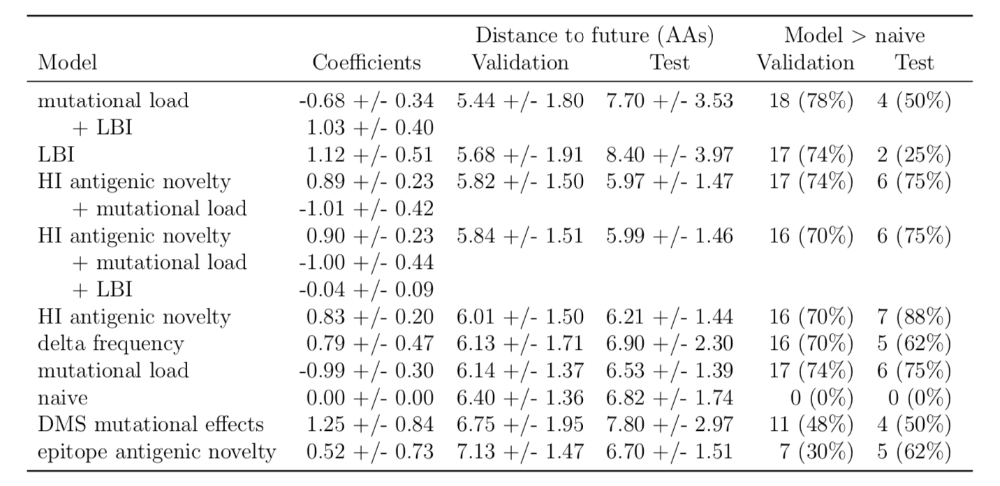 Distance to future (AAs) Model > naive
Model Coefficients Validation Test Validation Test
mutational load -0.68 +/- 0.34 5.44 +/- 1.80 7.70 +/- 3.53 18 (78%) 4 (50%)
+ LBI 1.03 +/- 0.40
LBI 1.12 +/- 0.51 5.68 +/- 1.91 8.40 +/- 3.97 17 (74%) 2 (25%)
HI antigenic novelty 0.89 +/- 0.23 5.82 +/- 1.50 5.97 +/- 1.47 17 (74%) 6 (75%)
+ mutational load -1.01 +/- 0.42
HI antigenic novelty 0.90 +/- 0.23 5.84 +/- 1.51 5.99 +/- 1.46 16 (70%) 6 (75%)
+ mutational load -1.00 +/- 0.44
+ LBI -0.04 +/- 0.09
HI antigenic novelty 0.83 +/- 0.20 6.01 +/- 1.50 6.21 +/- 1.44 16 (70%) 7 (88%)
delta frequency 0.79 +/- 0.47 6.13 +/- 1.71 6.90 +/- 2.30 16 (70%) 5 (62%)
mutational load -0.99 +/- 0.30 6.14 +/- 1.37 6.53 +/- 1.39 17 (74%) 6 (75%)
naive 0.00 +/- 0.00 6.40 +/- 1.36 6.82 +/- 1.74 0 (0%) 0 (0%)
DMS mutational effects 1.25 +/- 0.84 6.75 +/- 1.95 7.80 +/- 2.97 11 (48%) 4 (50%)
epitope antigenic novelty 0.52 +/- 0.73 7.13 +/- 1.47 6.70 +/- 1.51 7 (30%) 5 (62%)